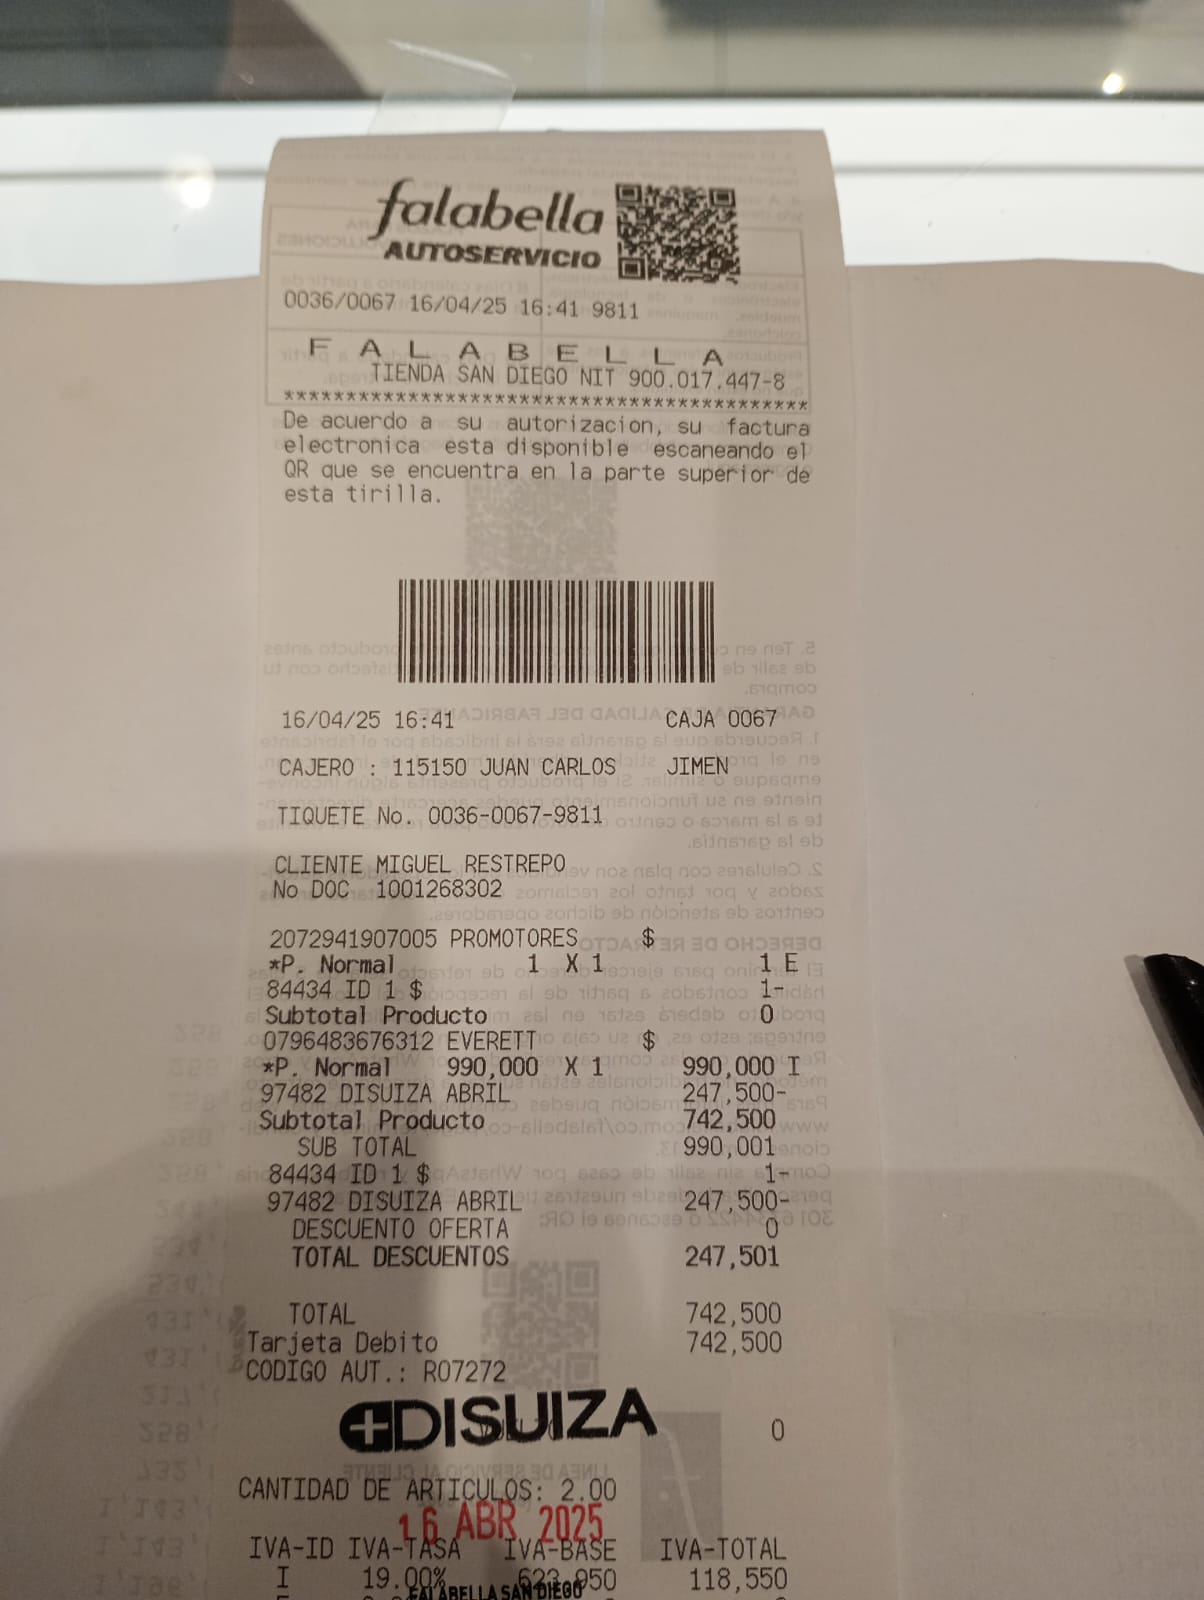 falabella
AUTOSERVICIO
0036/0067 16/04/25 16:41 9811
F A L A B E L L A
TIENDA SAN DIEGO NIT 900.017.447-8
******************************************
De acuerdo a su autorizacion, su factura
electronica esta disponible escaneando el
QR que se encuentra en la parte superior de
esta tirilla.
16/04/25 16:41 CAJA 0067
CAJERO : 115150 JUAN CARLOS JIMEN
TIQUETE No. 0036-0067-9811
CLIENTE MIGUEL RESTREPO
No DOC 1001268302
2072941907005 PROMOTORES $
*P. Normal 1 X 1 1 E
84434 ID 1 $ 1-
Subtotal Producto 0
0796483676312 EVERETT $
*P. Normal 990,000 X 1 990,000 I
97482 DISUIZA ABRIL 247,500-
Subtotal Producto 742,500
SUB TOTAL 990,001
84434 ID 1 $ 1-
97482 DISUIZA ABRIL 247,500-
DESCUENTO OFERTA 0
TOTAL DESCUENTOS 247,501
TOTAL 742,500
Tarjeta Debito 742,500
CODIGO AUT.: R07272
DISUIZA 0
CANTIDAD DE ARTICULOS: 2.00
16 ABR 2025
IVA-ID IVA-TASA IVA-BASE IVA-TOTAL
I 19.00% 623,950 118,550
FALABELLA SAN DIEGO